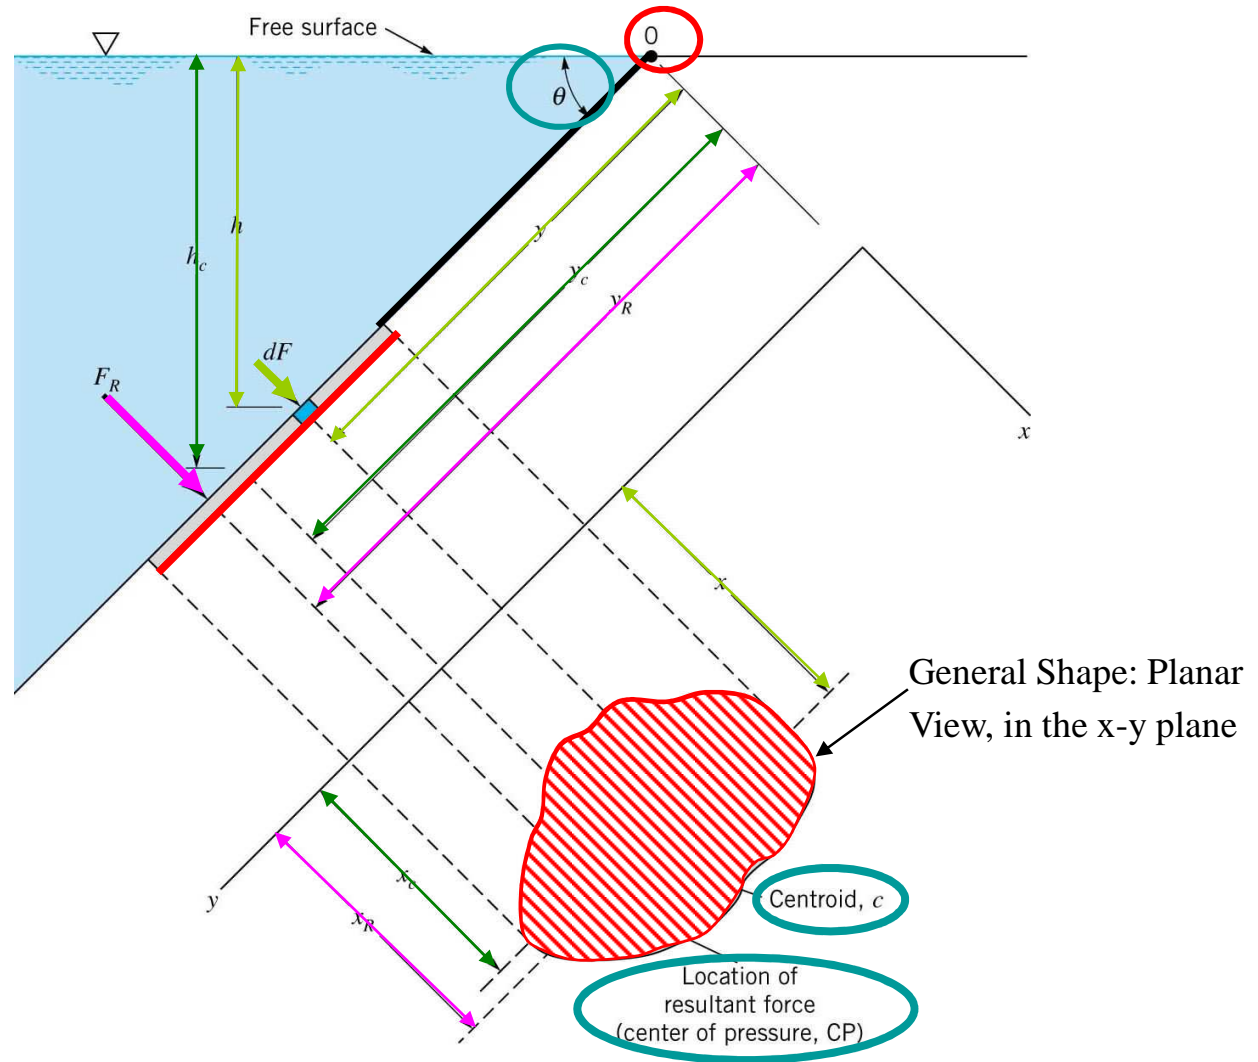 Free surface
O
θ
h
h_c
y
y_c
y_R
dF
F_R
x
x
General Shape: Planar
View, in the x-y plane
x_c
x_R
y
Centroid, c
Location of
resultant force
(center of pressure, CP)